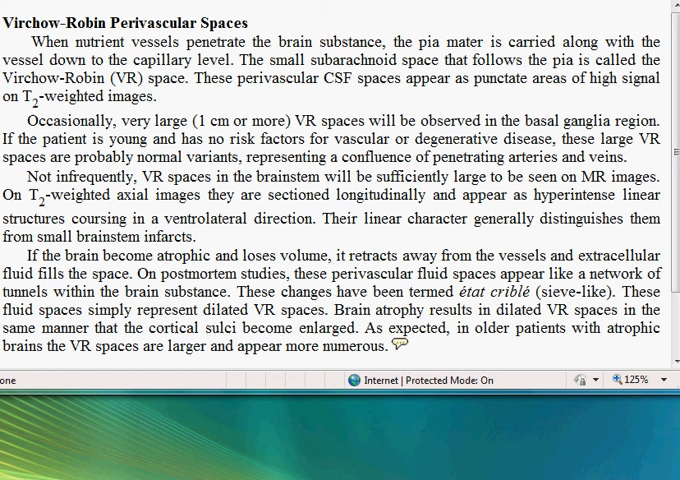 Virchow-Robin Perivascular Spaces
When nutrient vessels penetrate the brain substance, the pia mater is carried along with the
vessel down to the capillary level. The small subarachnoid space that follows the pia is called the
Virchow-Robin (VR) space. These perivascular CSF spaces appear as punctate areas of high signal
on T2-weighted images.
Occasionally, very large (1 cm or more) VR spaces will be observed in the basal ganglia region.
If the patient is young and has no risk factors for vascular or degenerative disease, these large VR
spaces are probably normal variants, representing a confluence of penetrating arteries and veins.
Not infrequently, VR spaces in the brainstem will be sufficiently large to be seen on MR images.
On T2-weighted axial images they are sectioned longitudinally and appear as hyperintense linear
structures coursing in a ventrolateral direction. Their linear character generally distinguishes them
from small brainstem infarcts.
If the brain become atrophic and loses volume, it retracts away from the vessels and extracellular
fluid fills the space. On postmortem studies, these perivascular fluid spaces appear like a network of
tunnels within the brain substance. These changes have been termed état criblé (sieve-like). These
fluid spaces simply represent dilated VR spaces. Brain atrophy results in dilated VR spaces in the
same manner that the cortical sulci become enlarged. As expected, in older patients with atrophic
brains the VR spaces are larger and appear more numerous.
one Internet | Protected Mode: On 125%